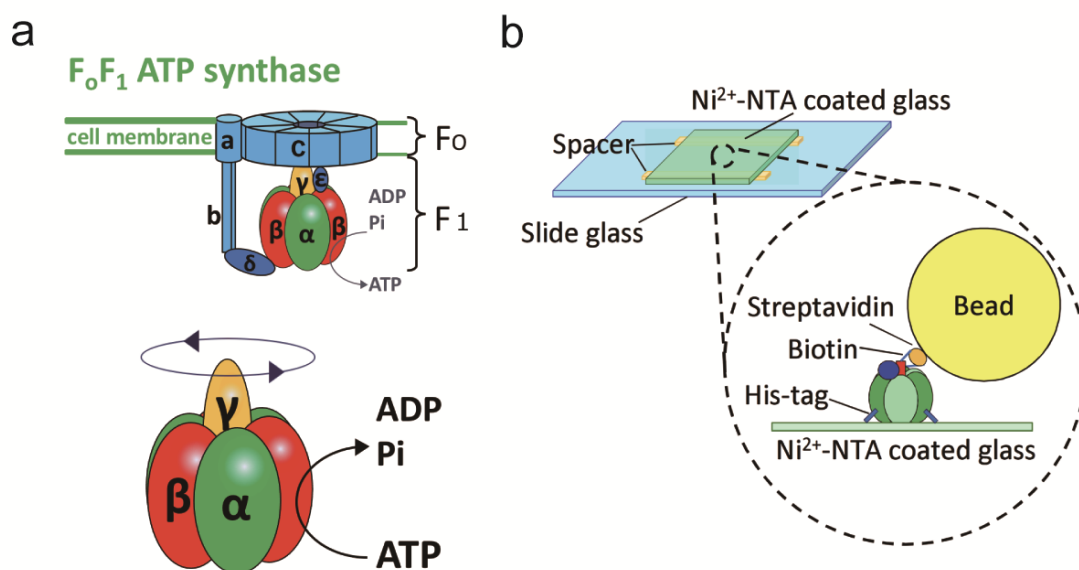 a
FₒF₁ ATP synthase
cell membrane
a
c
Fₒ
b
γ
ε
β
α
β
δ
F₁
ADP
Pi
ATP
γ
β
α
ADP
Pi
ATP
b
Ni²⁺-NTA coated glass
Spacer
Slide glass
Streptavidin
Bead
Biotin
His-tag
Ni²⁺-NTA coated glass